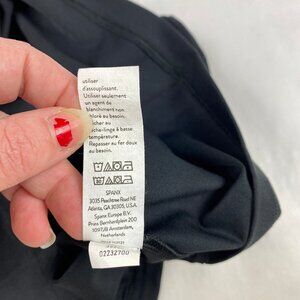 utiliser
d'assouplissant.
Utiliser seulement
un agent de
blanchiment non
chloré au besoin.
Sécher au
sèche-linge à basse
température.
Repasser au fer doux
au besoin.
SPANX
3035 Peachtree Road NE
Atlanta, GA 30305, U.S.
Spanx Europe B.V.
Prins Bernhardplein 200
1097JB Amsterdam,
Netherlands
02232700